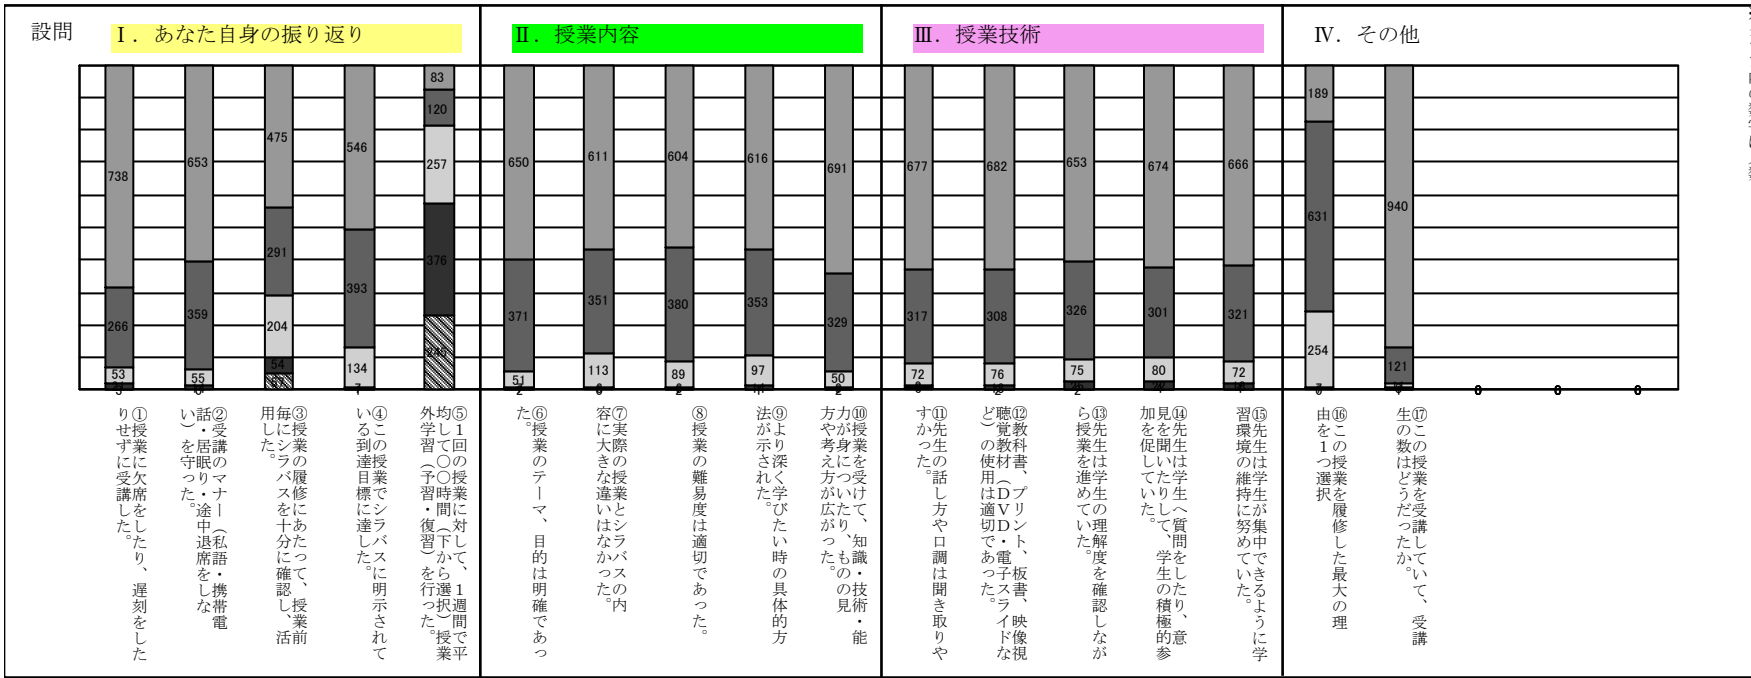 設問
Ⅰ．あなた自身の振り返り
Ⅱ．授業内容
Ⅲ．授業技術
Ⅳ．その他
738
266
53
653
359
55
475
291
204
54
57
546
393
134
7
83
120
257
376
245
650
371
51
611
351
113
604
380
89
616
353
97
691
329
50
677
317
72
682
308
76
653
326
75
674
301
80
666
321
72
189
631
254
940
121
①授業に欠席をしたり、遅刻をした
りせずに受講した。
②受講のマナー（私語・携帯電
話・居眠り・途中退席をしな
い）を守った。
③授業の履修にあたって、授業前
毎にシラバスを十分に確認し、活
用した。
④この授業でシラバスに明示されて
いる到達目標に達した。
⑤１回の授業に対して、１週間で平
均して〇〇時間（下から選択）授業
外学習（予習・復習）を行った。
⑥授業のテーマ、目的は明確であっ
た。
⑦実際の授業とシラバスの内
容に大きな違いはなかった。
⑧授業の難易度は適切であった。
⑨より深く学びたい時の具体的方
法が示された。
⑩授業を受けて、知識・技術・能
力が身についたり、ものの見
方や考え方が広がった。
⑪先生の話し方や口調は聞き取りや
すかった。
⑫教科書、プリント、板書、映像視
聴覚教材（ＤＶＤ・電子スライドな
ど）の使用は適切であった。
⑬先生は学生の理解度を確認しなが
ら授業を進めていた。
⑭先生は学生へ質問をしたり、意
見を聞いたりして、学生の積極的参
加を促していた。
⑮先生は学生が集中できるように学
習環境の維持に努めていた。
⑯この授業を履修した最大の理
由を１つ選択
⑰この授業を受講していて、受講
生の数はどうだったか。